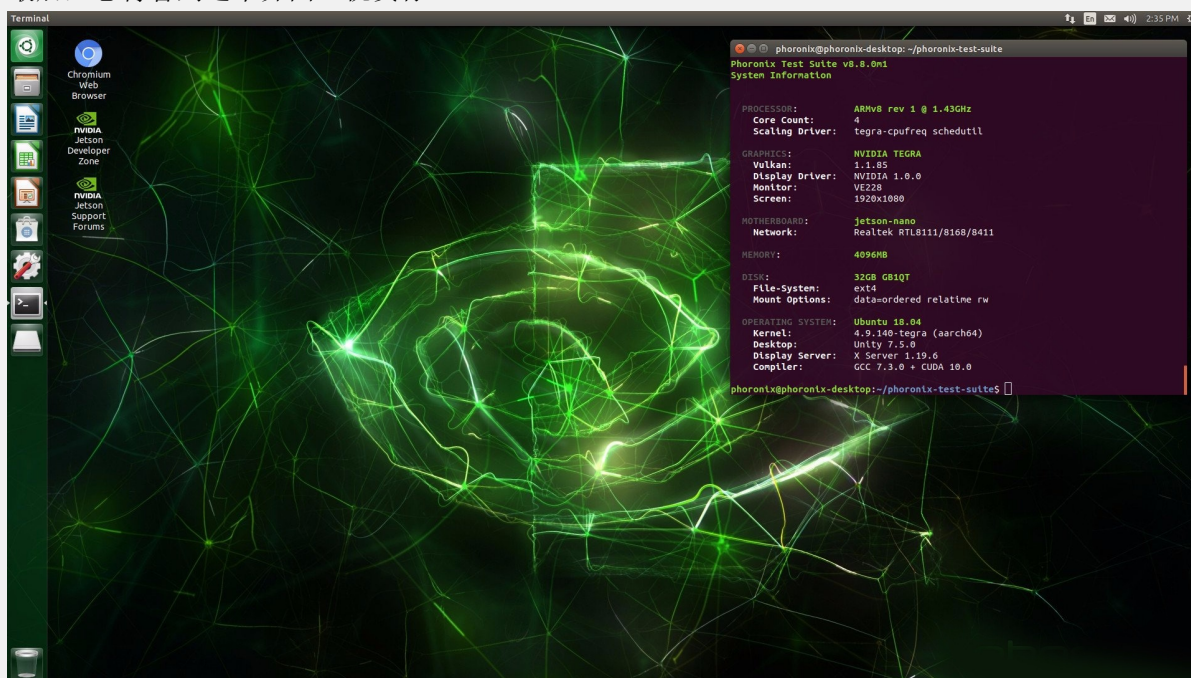 Terminal
En
2:35 PM
Chromium
Web
Browser
NVIDIA
Jetson
Developer
Zone
NVIDIA
Jetson
Support
Forums
phoronix@phoronix-desktop: ~/phoronix-test-suite
Phoronix Test Suite v8.8.0m1
System Information
PROCESSOR: ARMv8 rev 1 @ 1.43GHz
Core Count: 4
Scaling Driver: tegra-cpufreq schedutil
GRAPHICS: NVIDIA TEGRA
Vulkan: 1.1.85
Display Driver: NVIDIA 1.0.0
Monitor: VE228
Screen: 1920x1080
MOTHERBOARD: jetson-nano
Network: Realtek RTL8111/8168/8411
MEMORY: 4096MB
DISK: 32GB GB1QT
File-System: ext4
Mount Options: data=ordered relatime rw
OPERATING SYSTEM: Ubuntu 18.04
Kernel: 4.9.140-tegra (aarch64)
Desktop: Unity 7.5.0
Display Server: X Server 1.19.6
Compiler: GCC 7.3.0 + CUDA 10.0
phoronix@phoronix-desktop:~/phoronix-test-suite$